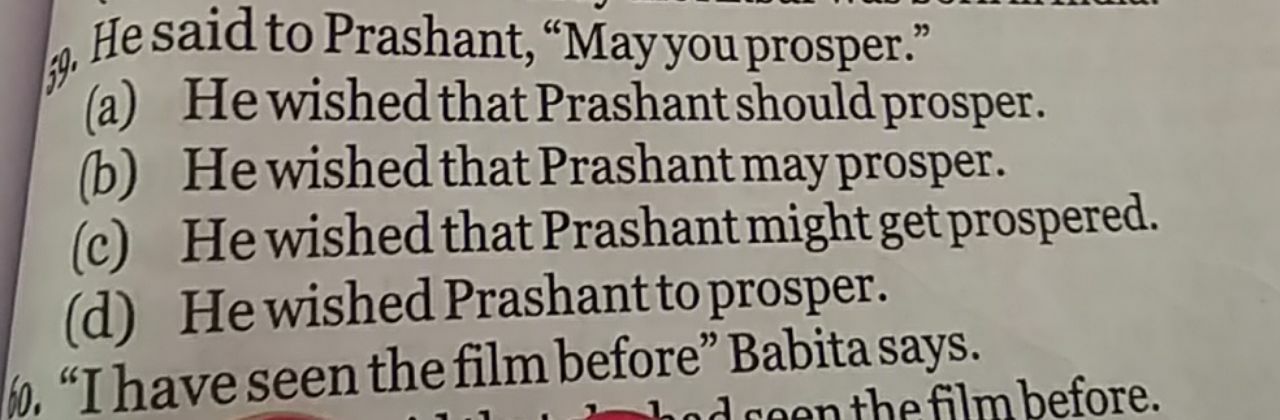 59. He said to Prashant, “May you prosper.”
(a) He wished that Prashant should prosper.
(b) He wished that Prashant may prosper.
(c) He wished that Prashant might get prospered.
(d) He wished Prashant to prosper.
60. “I have seen the film before” Babita says.
seen the film before.